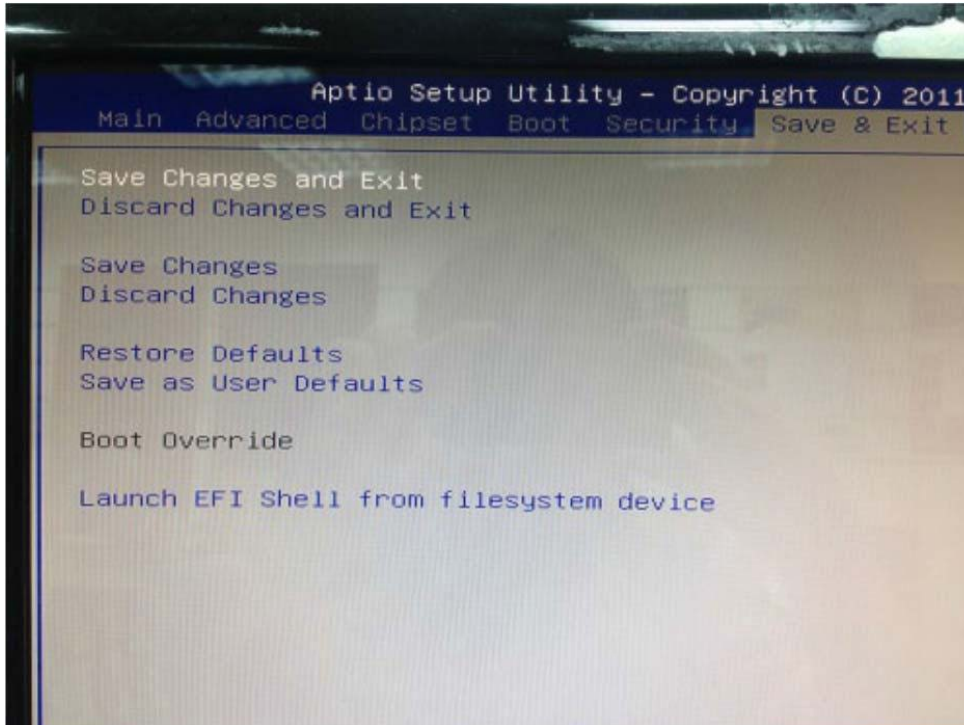 Aptio Setup Utility - Copyright (C) 2011
Main Advanced Chipset Boot Security Save & Exit
Save Changes and Exit
Discard Changes and Exit
Save Changes
Discard Changes
Restore Defaults
Save as User Defaults
Boot Override
Launch EFI Shell from filesystem device